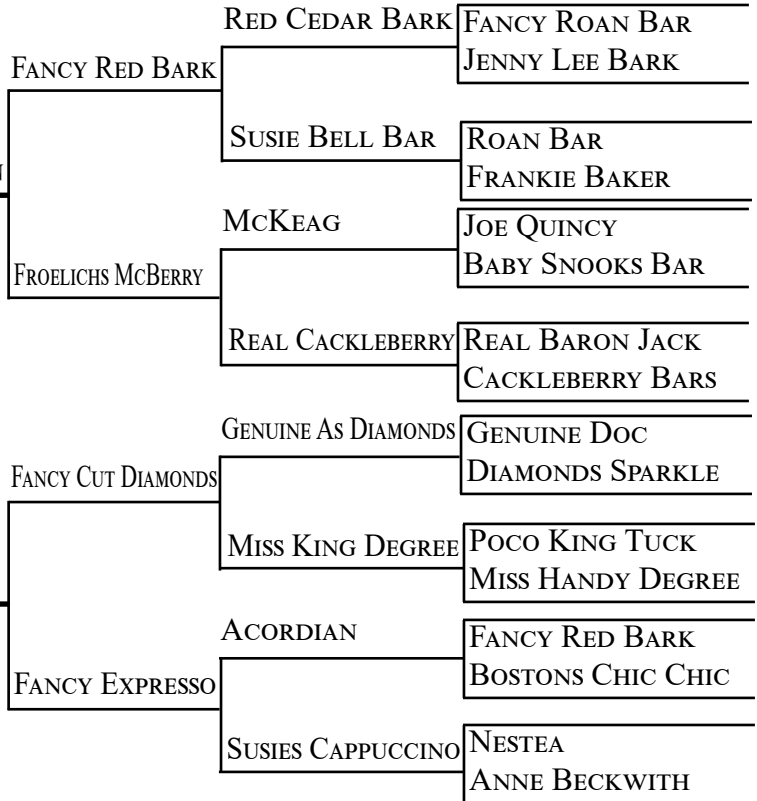 Red Cedar Bark
Fancy Roan Bar
Jenny Lee Bark
Fancy Red Bark
Susie Bell Bar
Roan Bar
Frankie Baker
McKeag
Joe Quincy
Baby Snooks Bar
Froelichs McBerry
Real Cackleberry
Real Baron Jack
Cackleberry Bars
Genuine As Diamonds
Genuine Doc
Diamonds Sparkle
Fancy Cut Diamonds
Miss King Degree
Poco King Tuck
Miss Handy Degree
Acordian
Fancy Red Bark
Bostons Chic Chic
Fancy Expresso
Susies Cappuccino
Nestea
Anne Beckwith